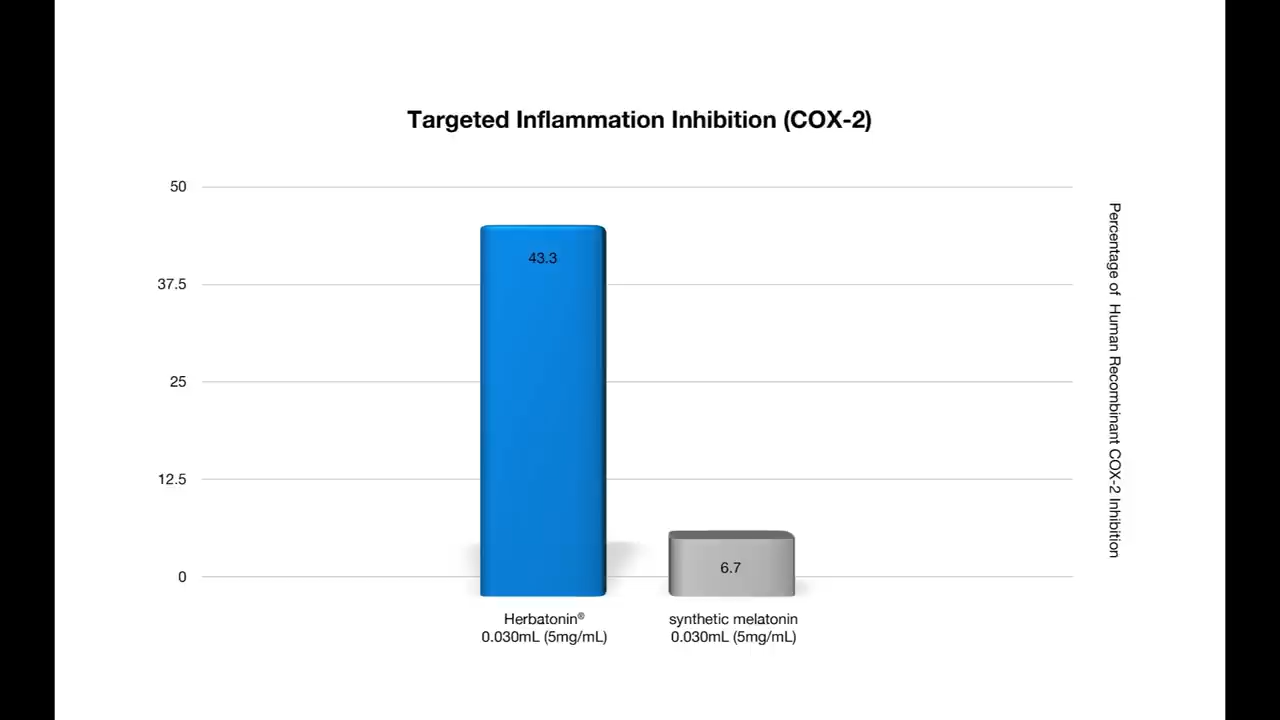 Targeted Inflammation Inhibition (COX-2)
50
37.5
25
12.5
0
43.3
6.7
Herbatonin®
0.030mL (5mg/mL)
synthetic melatonin
0.030mL (5mg/mL)
Percentage of Human Recombinant COX-2 Inhibition